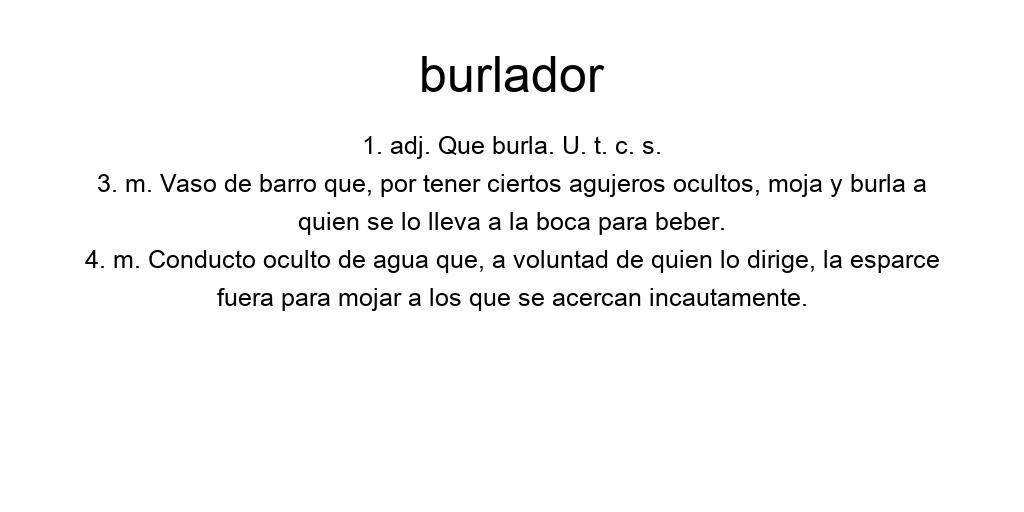 burlador
1. adj. Que burla. U. t. c. s.
3. m. Vaso de barro que, por tener ciertos agujeros ocultos, moja y burla a
quien se lo lleva a la boca para beber.
4. m. Conducto oculto de agua que, a voluntad de quien lo dirige, la esparce
fuera para mojar a los que se acercan incautamente.